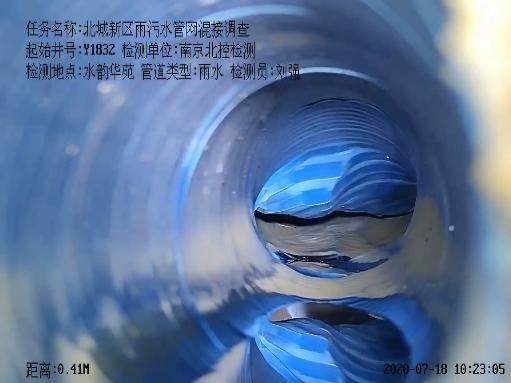 任务名称:北城新区雨污水管网混接调查
起始井号:Y1832 检测单位:南京北控检测
检测地点:水韵华苑 管道类型:雨水 检测员:刘强
距离:0.41M
2020-07-18 10:23:05